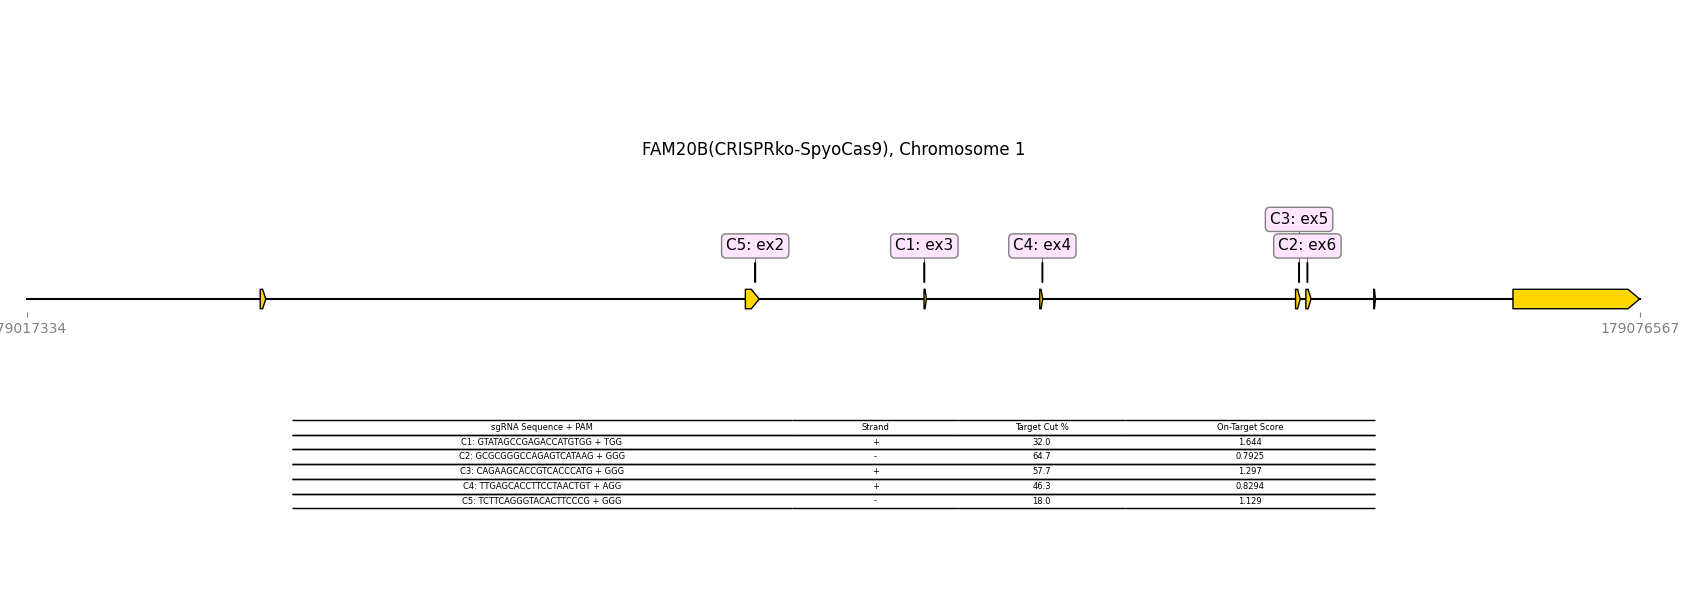 FAM20B(CRISPRko-SpyoCas9), Chromosome 1
C3: ex5
C5: ex2 C1: ex3 C4: ex4 C2: ex6
79017334 179076567
sgRNA Sequence + PAM Strand Target Cut % On-Target Score
C1: GTATAGCCGAGACCATGTGG + TGG + 32.0 1.644
C2: GCGCGGGCCAGAGTCATAAG + GGG - 64.7 0.7925
C3: CAGAAGCACCGTCACCCATG + GGG + 57.7 1.297
C4: TTGAGCACCTTCCTAACTGT + AGG + 46.3 0.8294
C5: TCTTCAGGGTACACTTCCCG + GGG - 18.0 1.129